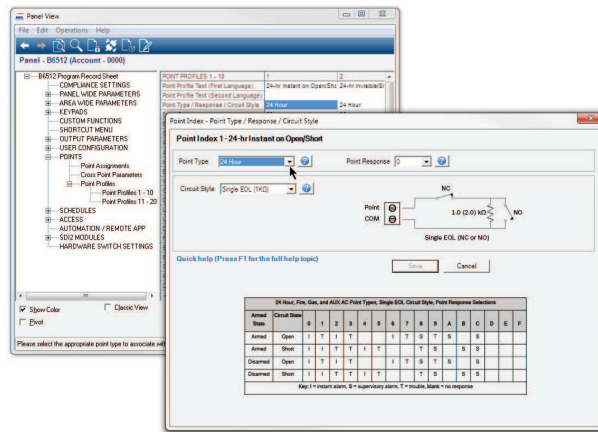 Panel View
File Edit Operations Help
Panel - B6512 (Account - 0000)
B6512 Program Record Sheet
COMPLIANCE SETTINGS
PANEL WIDE PARAMETERS
AREA WIDE PARAMETERS
KEYPADS
CUSTOM FUNCTIONS
SHORTCUT MENU
OUTPUT PARAMETERS
USER CONFIGURATION
POINTS
Point Assignments
Cross Point Parameters
Point Profiles
Point Profiles 1 - 10
Point Profiles 11 - 20
SCHEDULES
ACCESS
AUTOMATION / REMOTE APP
SDI2 MODULES
HARDWARE SWITCH SETTINGS
POINT PROFILES 1 - 10 1 2
Point Profile Text (First Language) 24-hr Instant on Open/Sho 24-hr Invisible/Si
Point Profile Text (Second Language)
Point Type / Response / Circuit Style 24 Hour 24 Hour
Show Color Classic View
Pivot
Please select the appropriate point type to associate wit
Point Index - Point Type / Response / Circuit Style
Point Index 1 - 24-hr Instant on Open/Short
Point Type 24 Hour Point Response 0
Circuit Style Single EOL (1KΩ)
NC
Point
COM
1.0 (2.0) kΩ
NO
Single EOL (NC or NO)
Quick help (Press F1 for the full help topic)
Save Cancel
24 Hour, Fire, Gas, and AUX AC Point Types, Single EOL Circuit Style, Point Response Selections
Armed State Circuit State 0 1 2 3 4 5 6 7 8 9 A B C D E F
Armed Open I T I T I T S T S S
Armed Short I I T T I T T S S S
Disarmed Open I T I T I T S T S S
Disarmed Short I I T T I T T S S S
Key: I = instant alarm, S = supervisory alarm, T = trouble, blank = no response